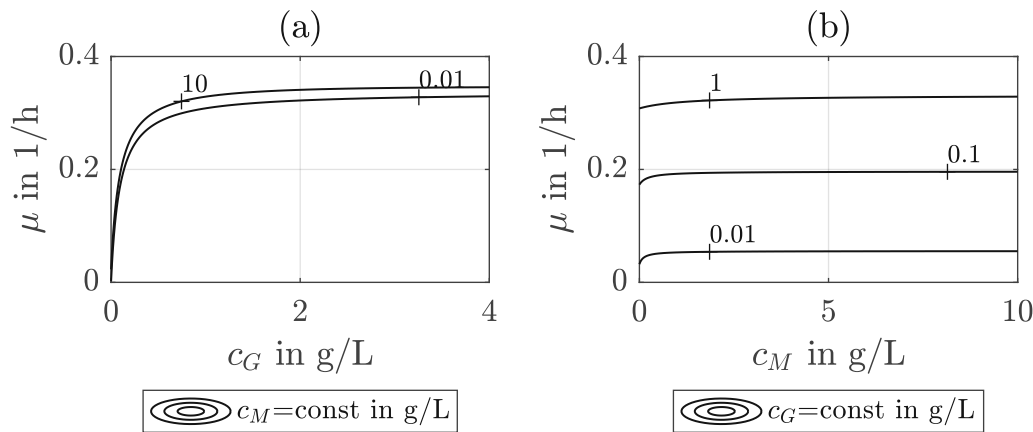 (a)
(b)
0.4
0.2
0
10
0.01
0
2
4
μ in 1/h
c_G in g/L
c_M=const in g/L
0.4
0.2
0
1
0.1
0.01
0
5
10
μ in 1/h
c_M in g/L
c_G=const in g/L